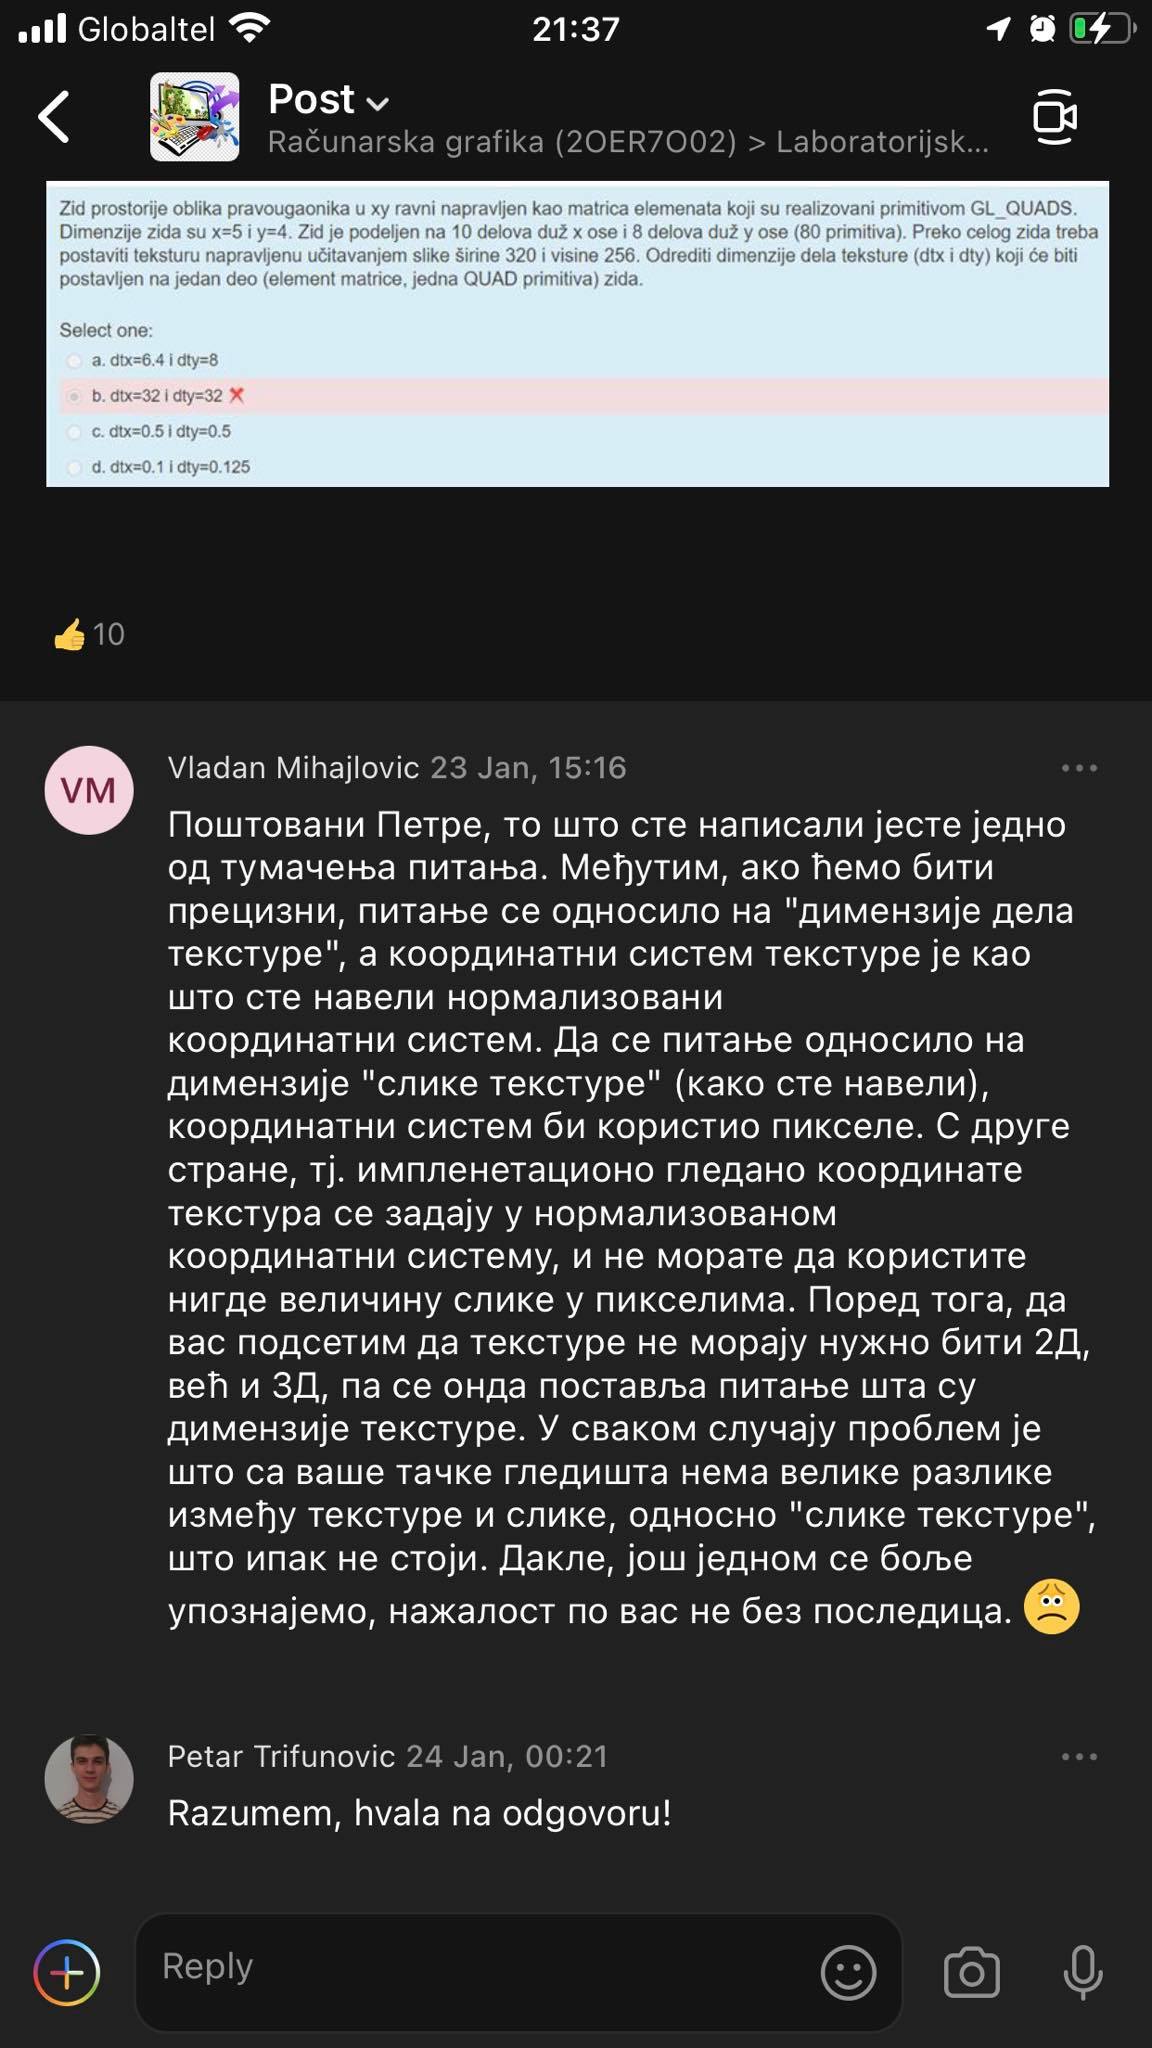 Globaltel
21:37
Post
Računarska grafika (2OER7O02) > Laboratorijsk...
Zid prostorije oblika pravougaonika u xy ravni napravljen kao matrica elemenata koji su realizovani primitivom GL_QUADS.
Dimenzije zida su x=5 i y=4. Zid je podeljen na 10 delova duž x ose i 8 delova duž y ose (80 primitiva). Preko celog zida treba
postaviti teksturu napravljenu učitavanjem slike širine 320 i visine 256. Odrediti dimenzije dela teksture (dtx i dty) koji će biti
postavljen na jedan deo (element matrice, jedna QUAD primitiva) zida.
Select one:
a. dtx=6.4 i dty=8
b. dtx=32 i dty=32
c. dtx=0.5 i dty=0.5
d. dtx=0.1 i dty=0.125
10
VM
Vladan Mihajlovic 23 Jan, 15:16
Поштовани Петре, то што сте написали јесте једно
од тумачења питања. Међутим, ако ћемо бити
прецизни, питање се односило на "димензије дела
текстуре", а координатни систем текстуре је као
што сте навели нормализовани
координатни систем. Да се питање односило на
димензије "слике текстуре" (како сте навели),
координатни систем би користио пикселе. С друге
стране, тј. импленетационо гледано координате
текстура се задају у нормализованом
координатни систему, и не морате да користите
нигде величину слике у пикселима. Поред тога, да
вас подсетим да текстуре не морају нужно бити 2Д,
већ и 3Д, па се онда поставља питање шта су
димензије текстуре. У сваком случају проблем је
што са ваше тачке гледишта нема велике разлике
између текстуре и слике, односно "слике текстуре",
што ипак не стоји. Дакле, још једном се боље
упознајемо, нажалост по вас не без последица.
Petar Trifunovic 24 Jan, 00:21
Razumem, hvala na odgovoru!
Reply